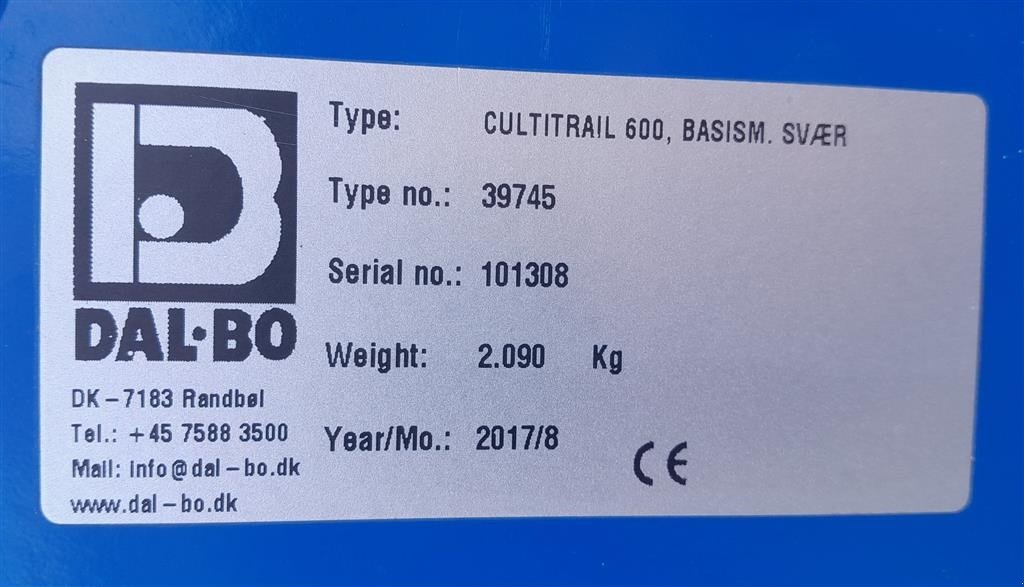 Type: CULTITRAIL 600, BASISM. SVÆR
Type no.: 39745
Serial no.: 101308
Weight: 2.090 Kg
Year/Mo.: 2017/8
CE
DAL·BO
DK-7183 Randbøl
Tel.: +45 7588 3500
Mail: info@dal-bo.dk
www.dal-bo.dk